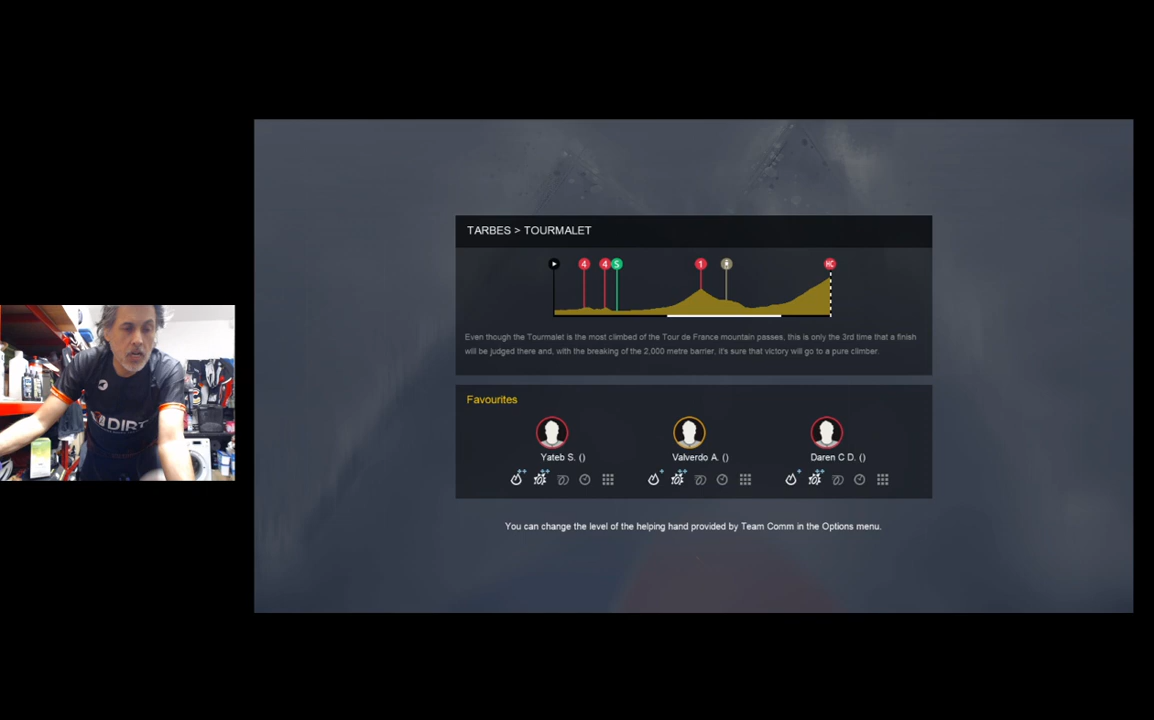 TARBES > TOURMALET
4
4
S
1
HC
Even though the Tourmalet is the most climbed of the Tour de France mountain passes, this is only the 3rd time that a finish
will be judged there and, with the breaking of the 2,000 metre barrier, it's sure that victory will go to a pure climber.
Favourites
Yateb S. ()
Valverdo A. ()
Daren C D. ()
You can change the level of the helping hand provided by Team Comm in the Options menu.
DIRT